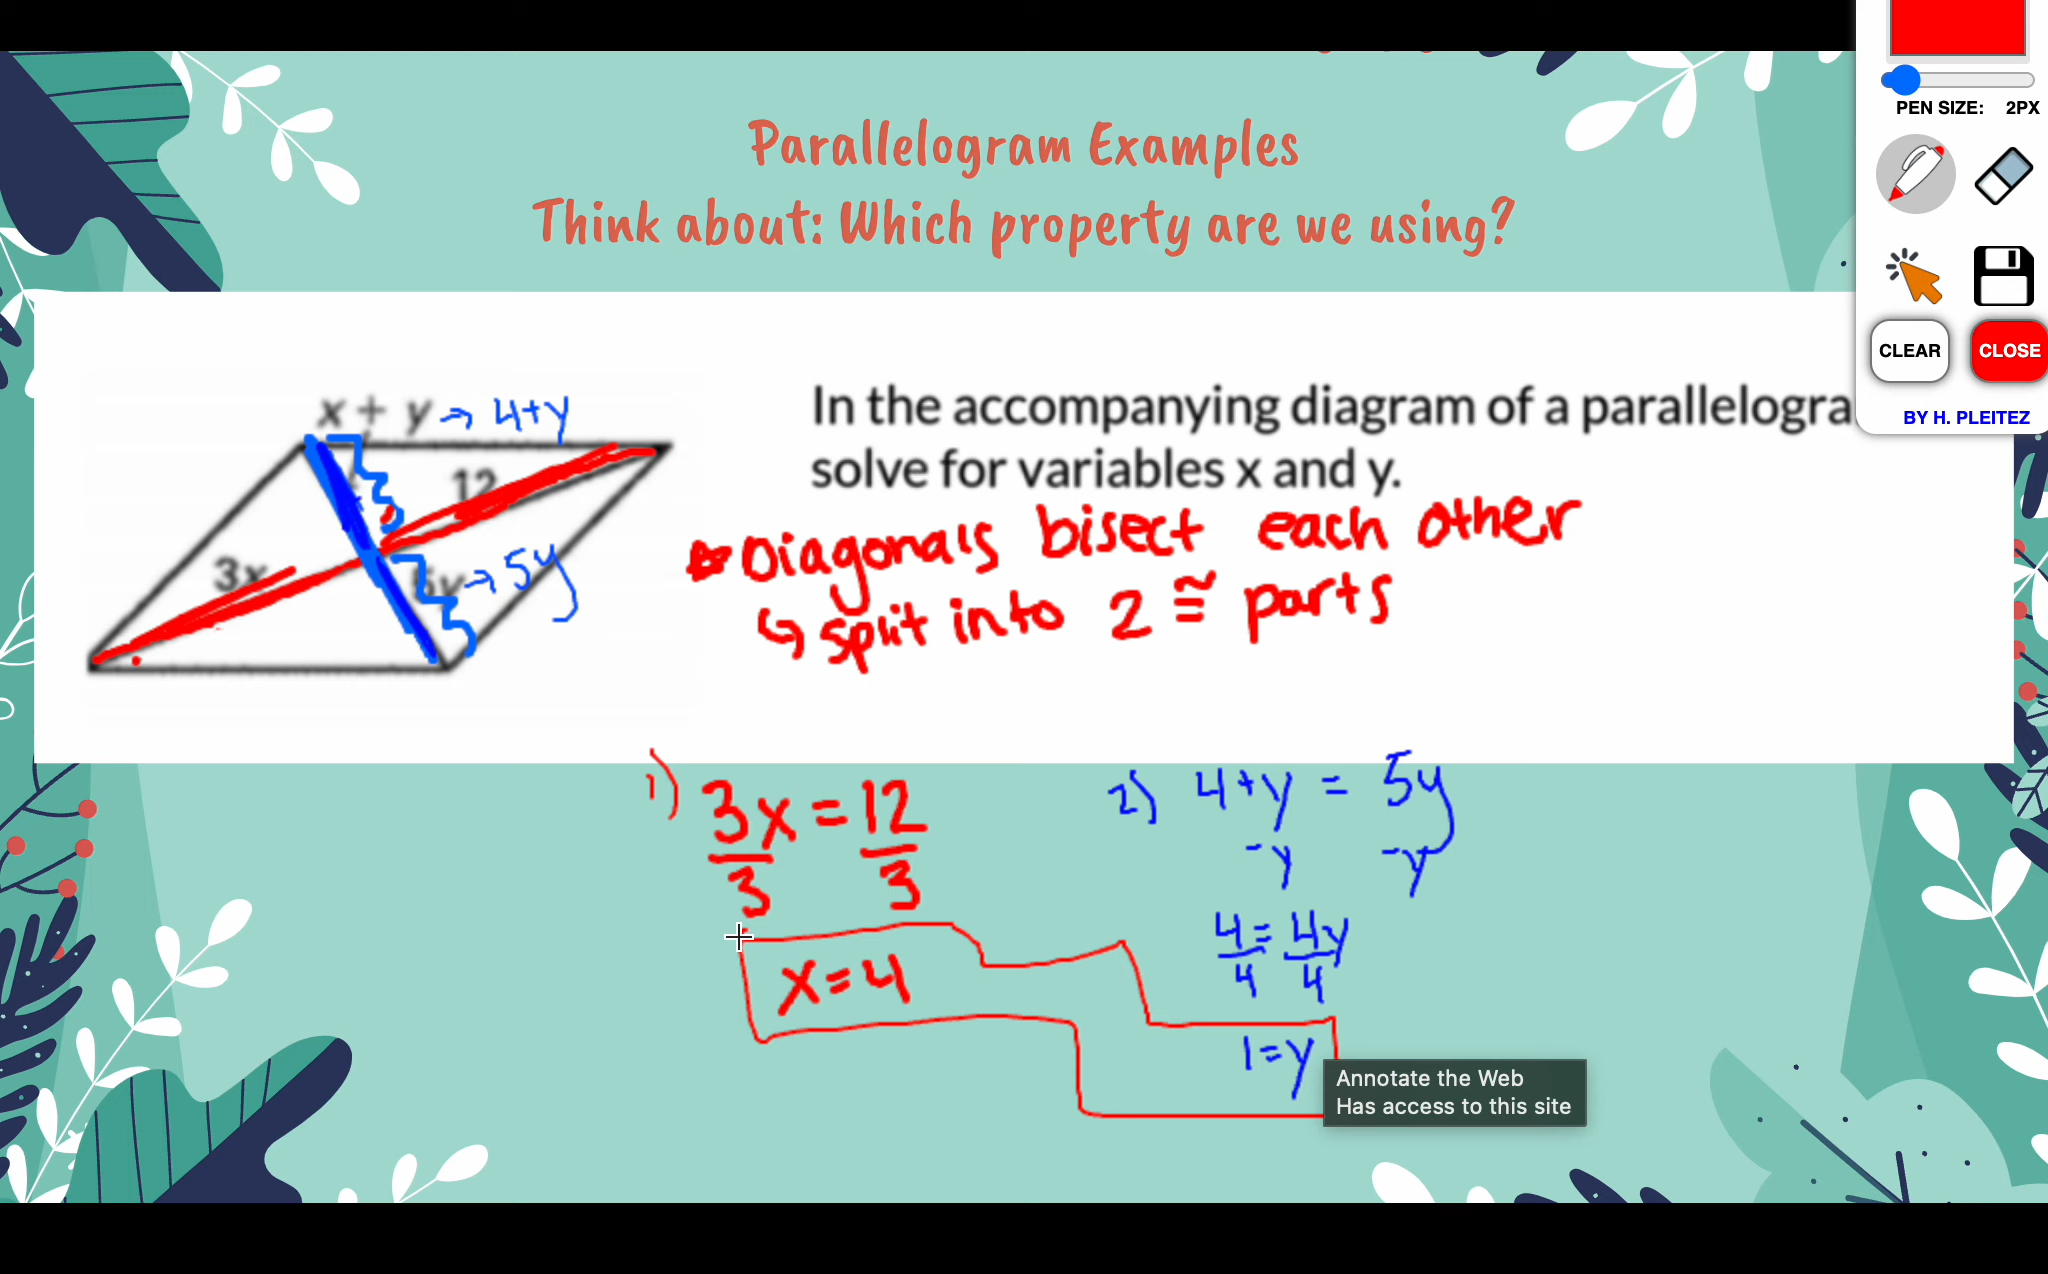 PEN SIZE: 2PX
Parallelogram Examples
Think about: Which property are we using?
CLEAR CLOSE
BY H. PLEITEZ
x + y → 4+y
12
3x
5y → 5y
In the accompanying diagram of a parallelogra
solve for variables x and y.
Diagonals bisect each other
↳ split into 2 ≅ parts
1) 3x = 12
3 3
x = 4
2) 4+y = 5y
-y -y
4 = 4y
4 4
1 = y
Annotate the Web
Has access to this site